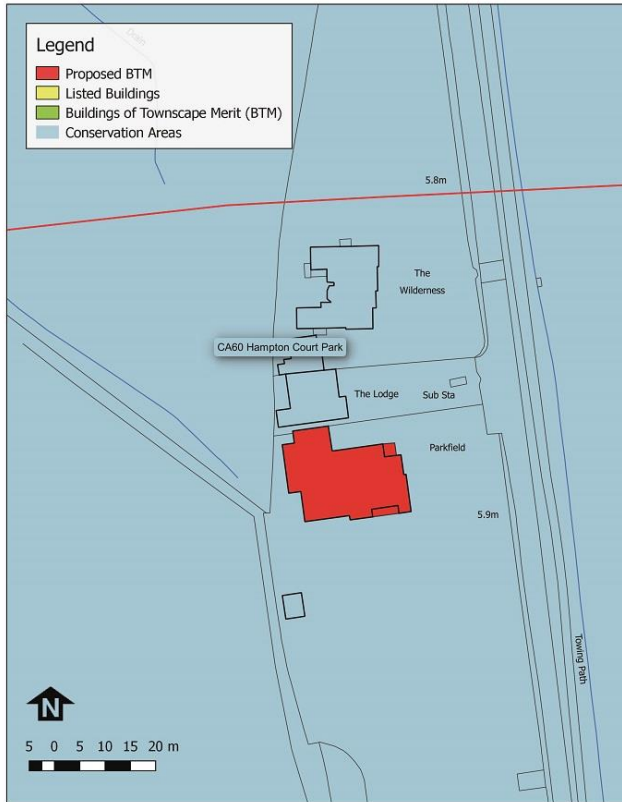 Drain
Legend
Proposed BTM
Listed Buildings
Buildings of Townscape Merit (BTM)
Conservation Areas
5.8m
The
Wilderness
CA60 Hampton Court Park
The Lodge
Sub Sta
Parkfield
5.9m
Towing Path
N
5 0 5 10 15 20 m